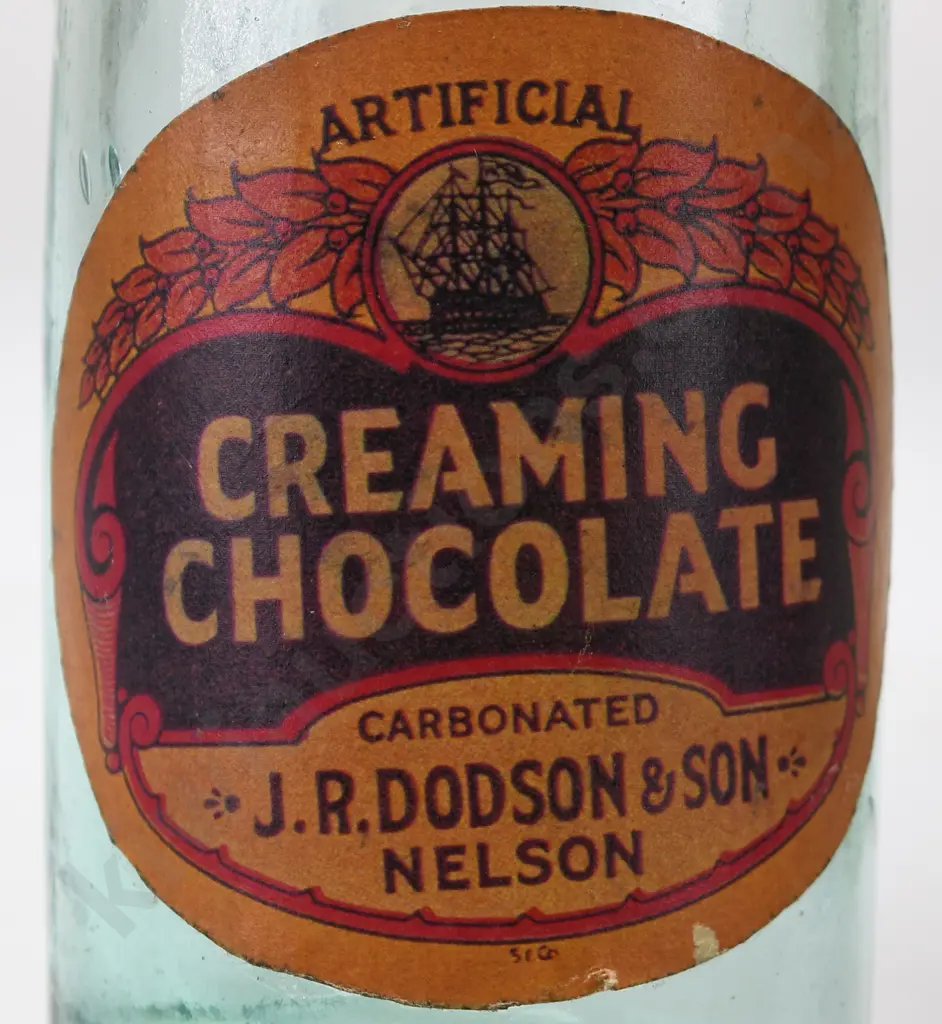 ARTIFICIAL
CREAMING
CHOCOLATE
CARBONATED
J.R. DODSON & SON
NELSON